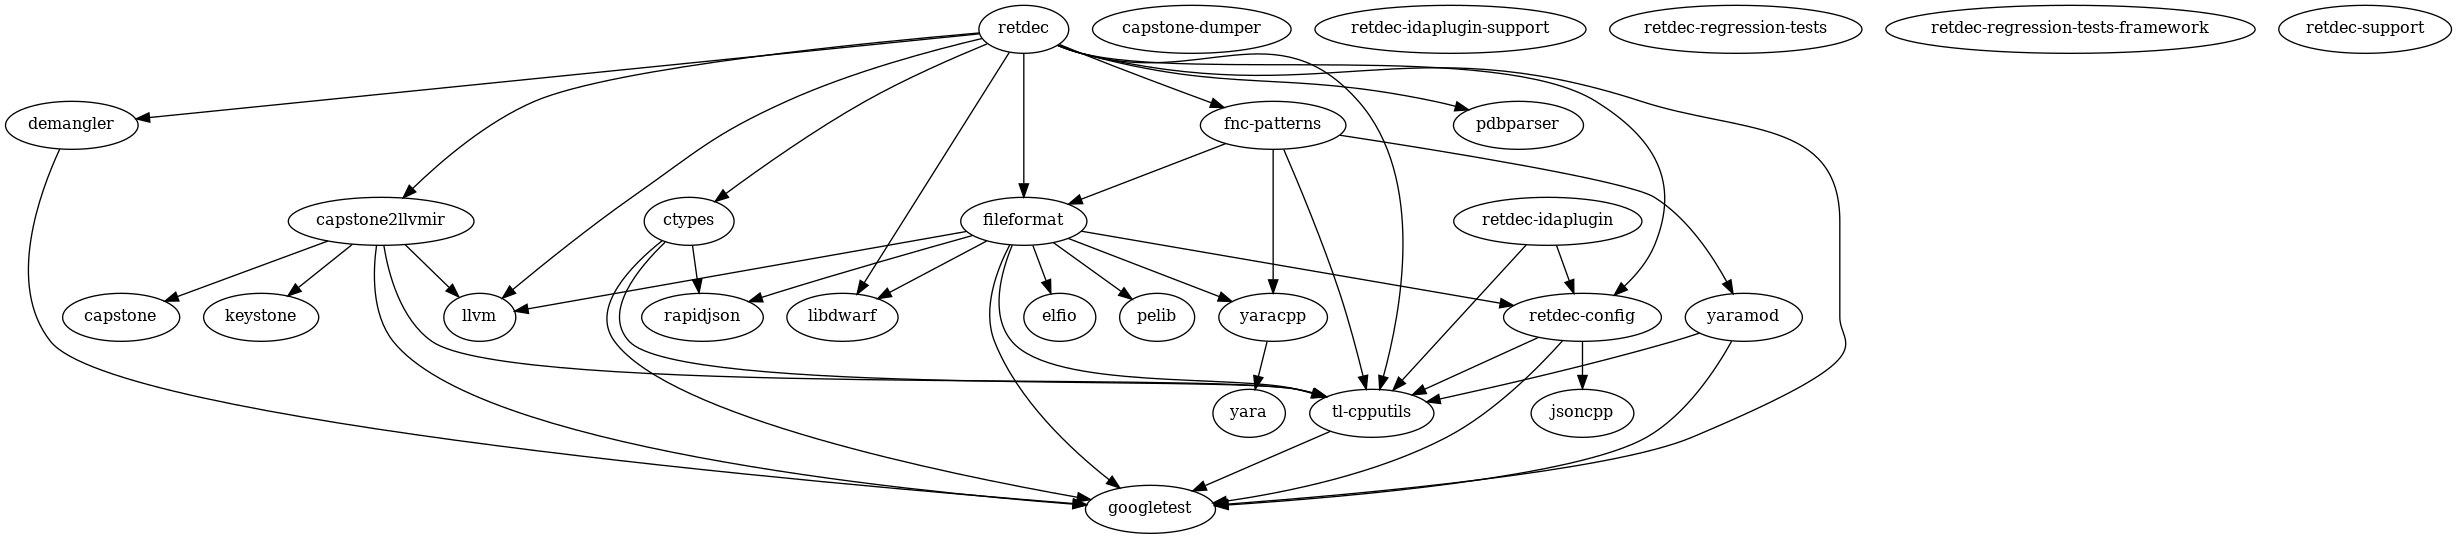 retdec
capstone-dumper
retdec-idaplugin-support
retdec-regression-tests
retdec-regression-tests-framework
retdec-support
demangler
fnc-patterns
pdbparser
capstone2llvmir
ctypes
fileformat
retdec-idaplugin
capstone
keystone
llvm
rapidjson
libdwarf
elfio
pelib
yaracpp
retdec-config
yaramod
yara
tl-cpputils
jsoncpp
googletest